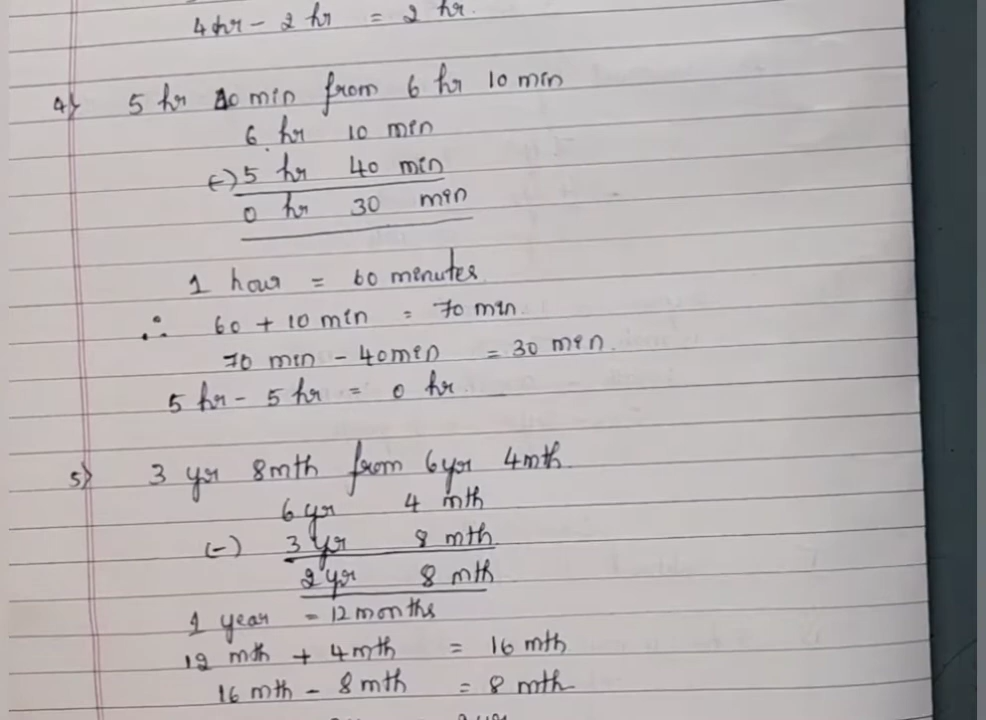 4 hr - 2 hr = 2 hr.
4) 5 hr 40 min from 6 hr 10 min
6 hr 10 min
(-) 5 hr 40 min
0 hr 30 min
1 hour = 60 minutes
∴ 60 + 10 min = 70 min.
70 min - 40 min = 30 min.
5 hr - 5 hr = 0 hr.
5) 3 yr 8 mth from 6 yr 4 mth.
6 yr 4 mth
(-) 3 yr 8 mth
2 yr 8 mth
1 year = 12 months
12 mth + 4 mth = 16 mth
16 mth - 8 mth = 8 mth